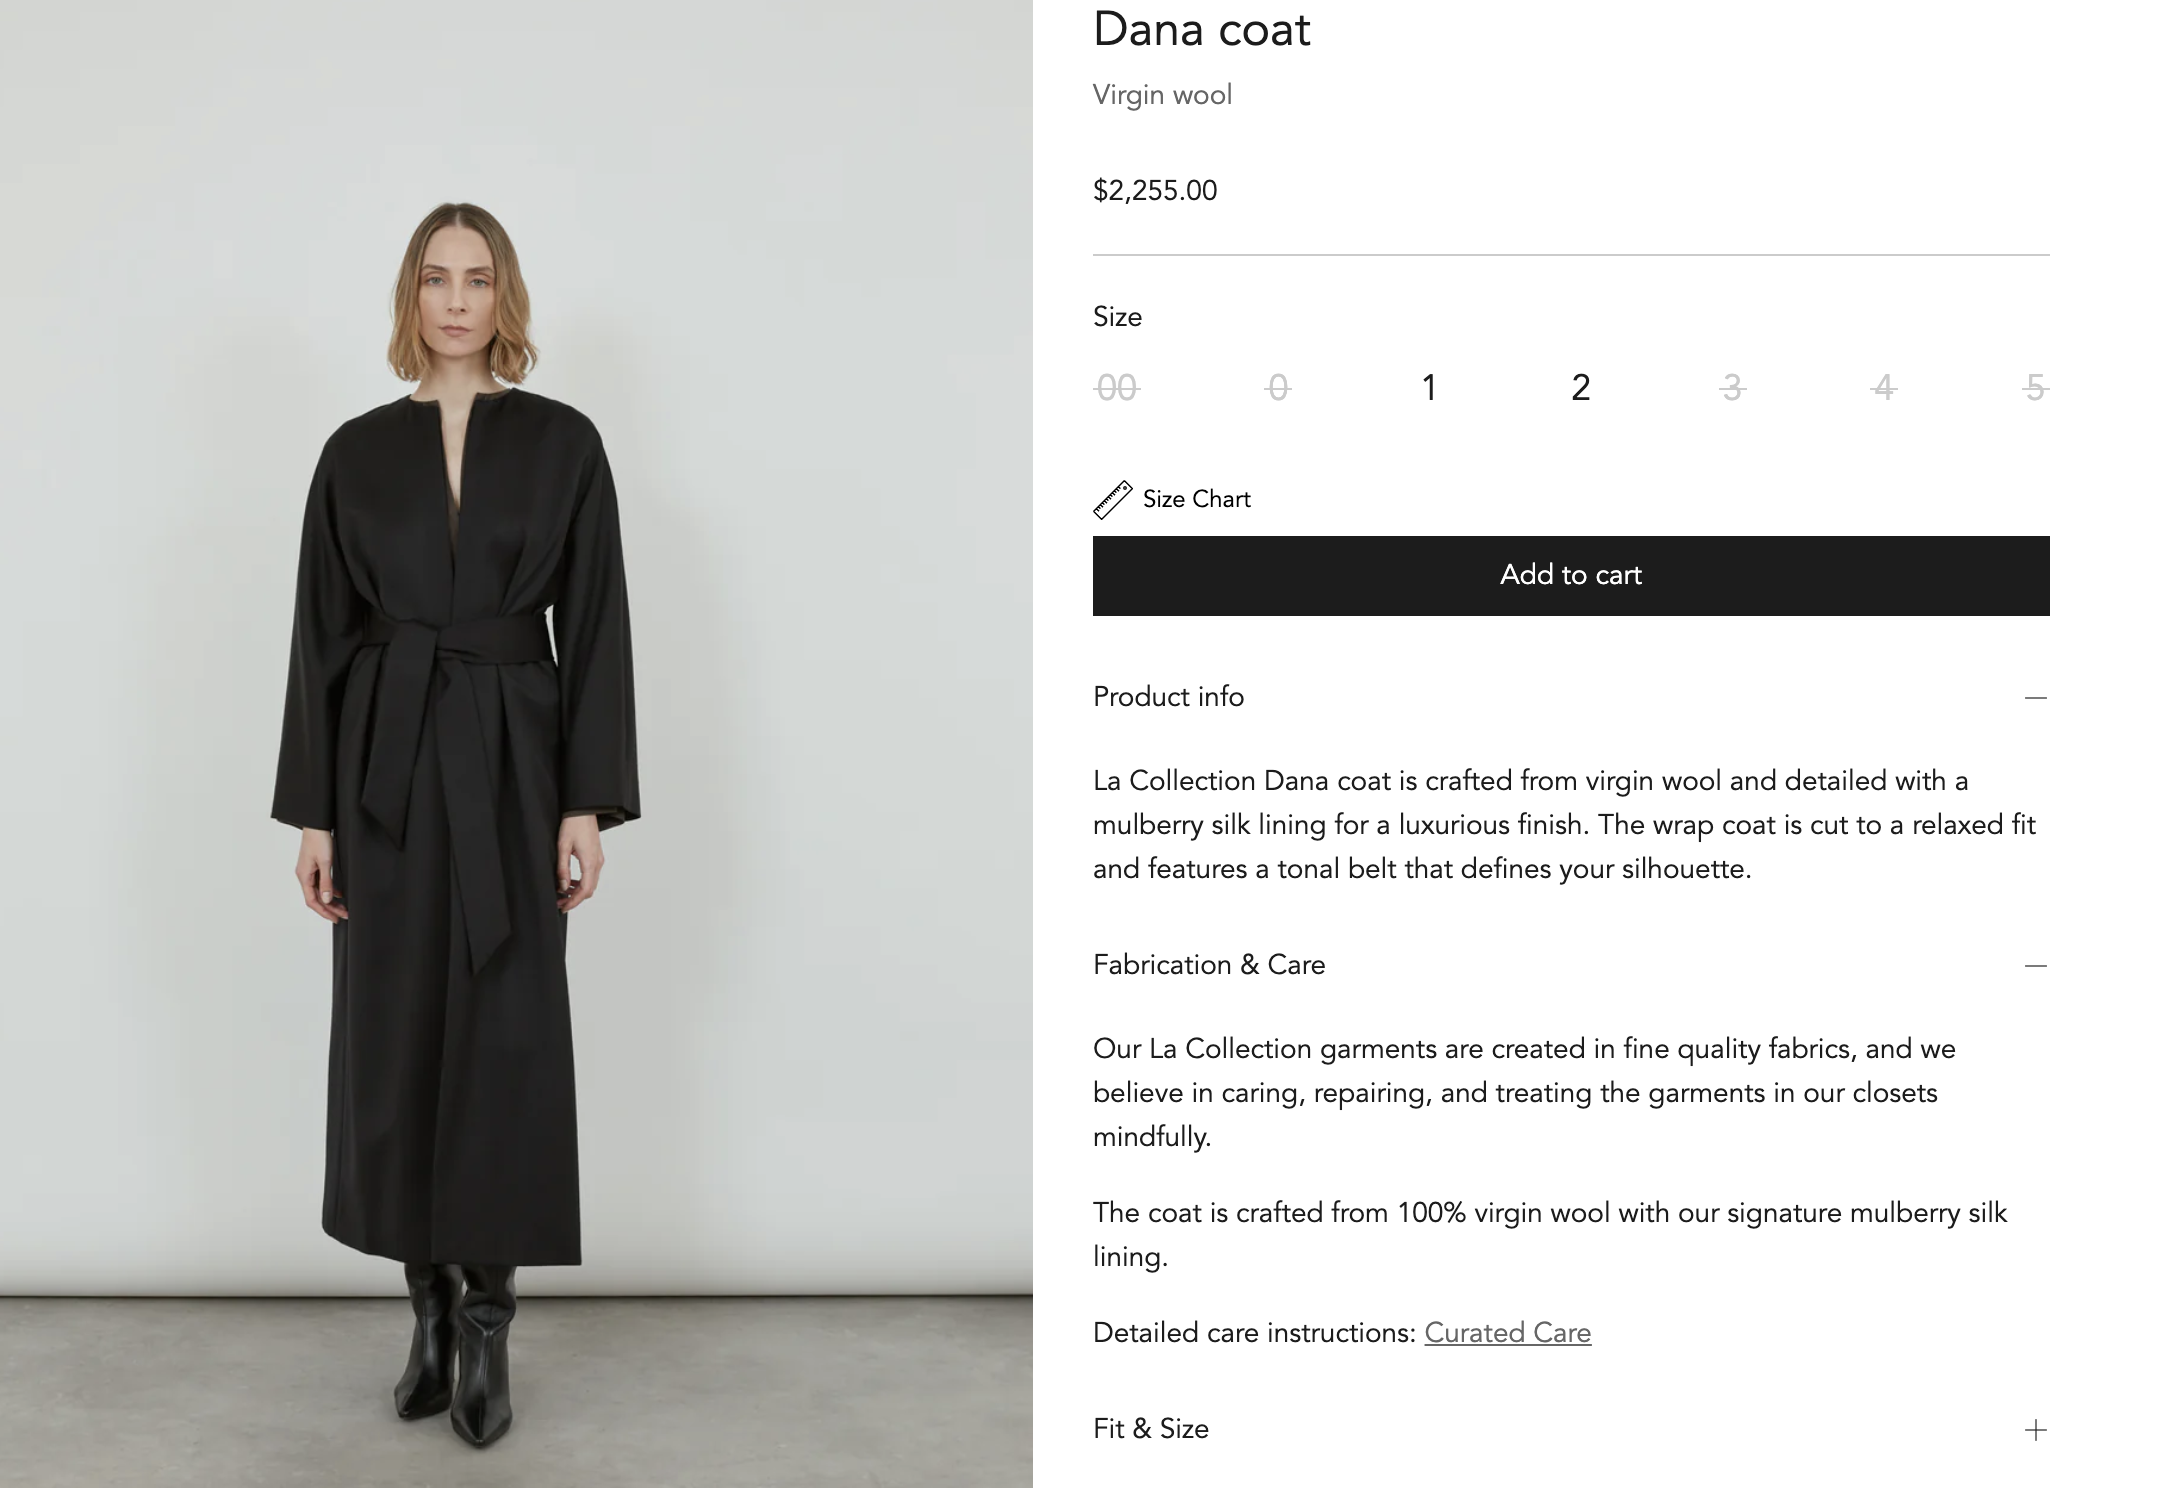 Dana coat
Virgin wool
$2,255.00
Size
00 0 1 2 3 4 5
Size Chart
Add to cart
Product info
La Collection Dana coat is crafted from virgin wool and detailed with a
mulberry silk lining for a luxurious finish. The wrap coat is cut to a relaxed fit
and features a tonal belt that defines your silhouette.
Fabrication & Care
Our La Collection garments are created in fine quality fabrics, and we
believe in caring, repairing, and treating the garments in our closets
mindfully.
The coat is crafted from 100% virgin wool with our signature mulberry silk
lining.
Detailed care instructions: Curated Care
Fit & Size